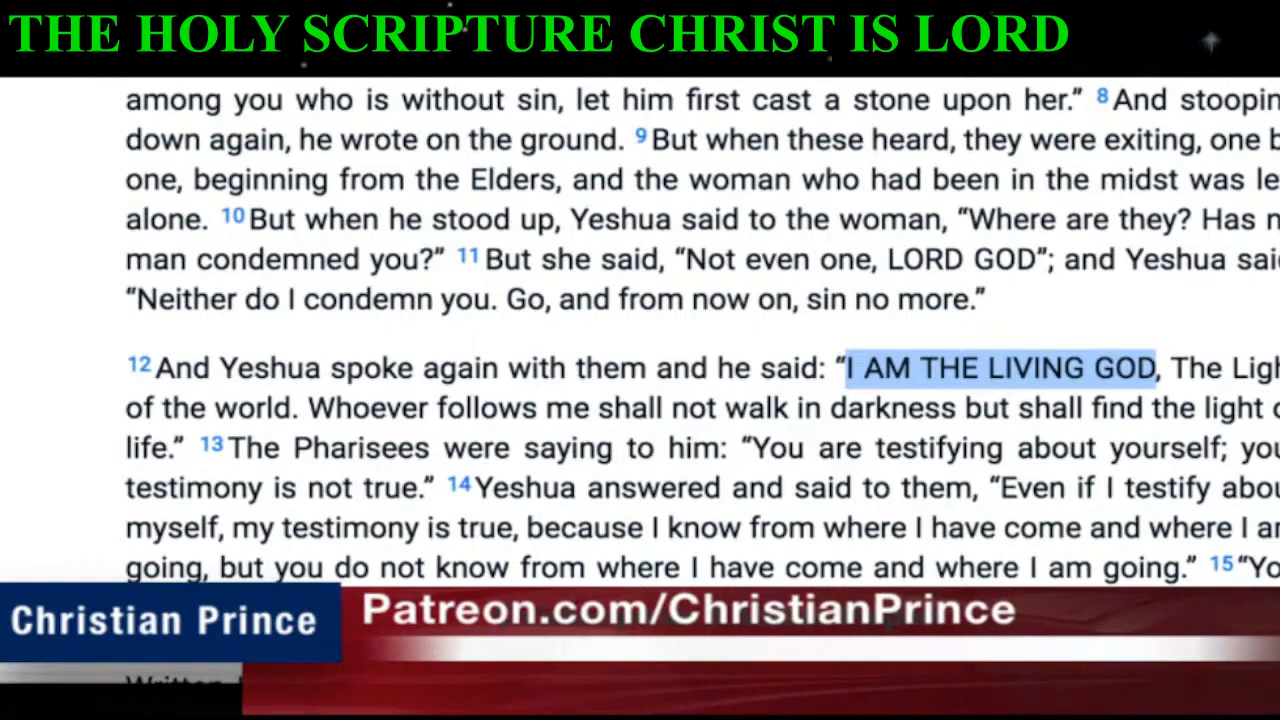 THE HOLY SCRIPTURE CHRIST IS LORD
among you who is without sin, let him first cast a stone upon her.” 8 And stoopin
down again, he wrote on the ground. 9 But when these heard, they were exiting, one b
one, beginning from the Elders, and the woman who had been in the midst was le
alone. 10 But when he stood up, Yeshua said to the woman, “Where are they? Has n
man condemned you?” 11 But she said, “Not even one, LORD GOD”; and Yeshua said
“Neither do I condemn you. Go, and from now on, sin no more.”
12 And Yeshua spoke again with them and he said: “I AM THE LIVING GOD, The Ligh
of the world. Whoever follows me shall not walk in darkness but shall find the light o
life.” 13 The Pharisees were saying to him: “You are testifying about yourself; you
testimony is not true.” 14 Yeshua answered and said to them, “Even if I testify abou
myself, my testimony is true, because I know from where I have come and where I am
going, but you do not know from where I have come and where I am going.” 15 “Yo
Christian Prince
Patreon.com/ChristianPrince